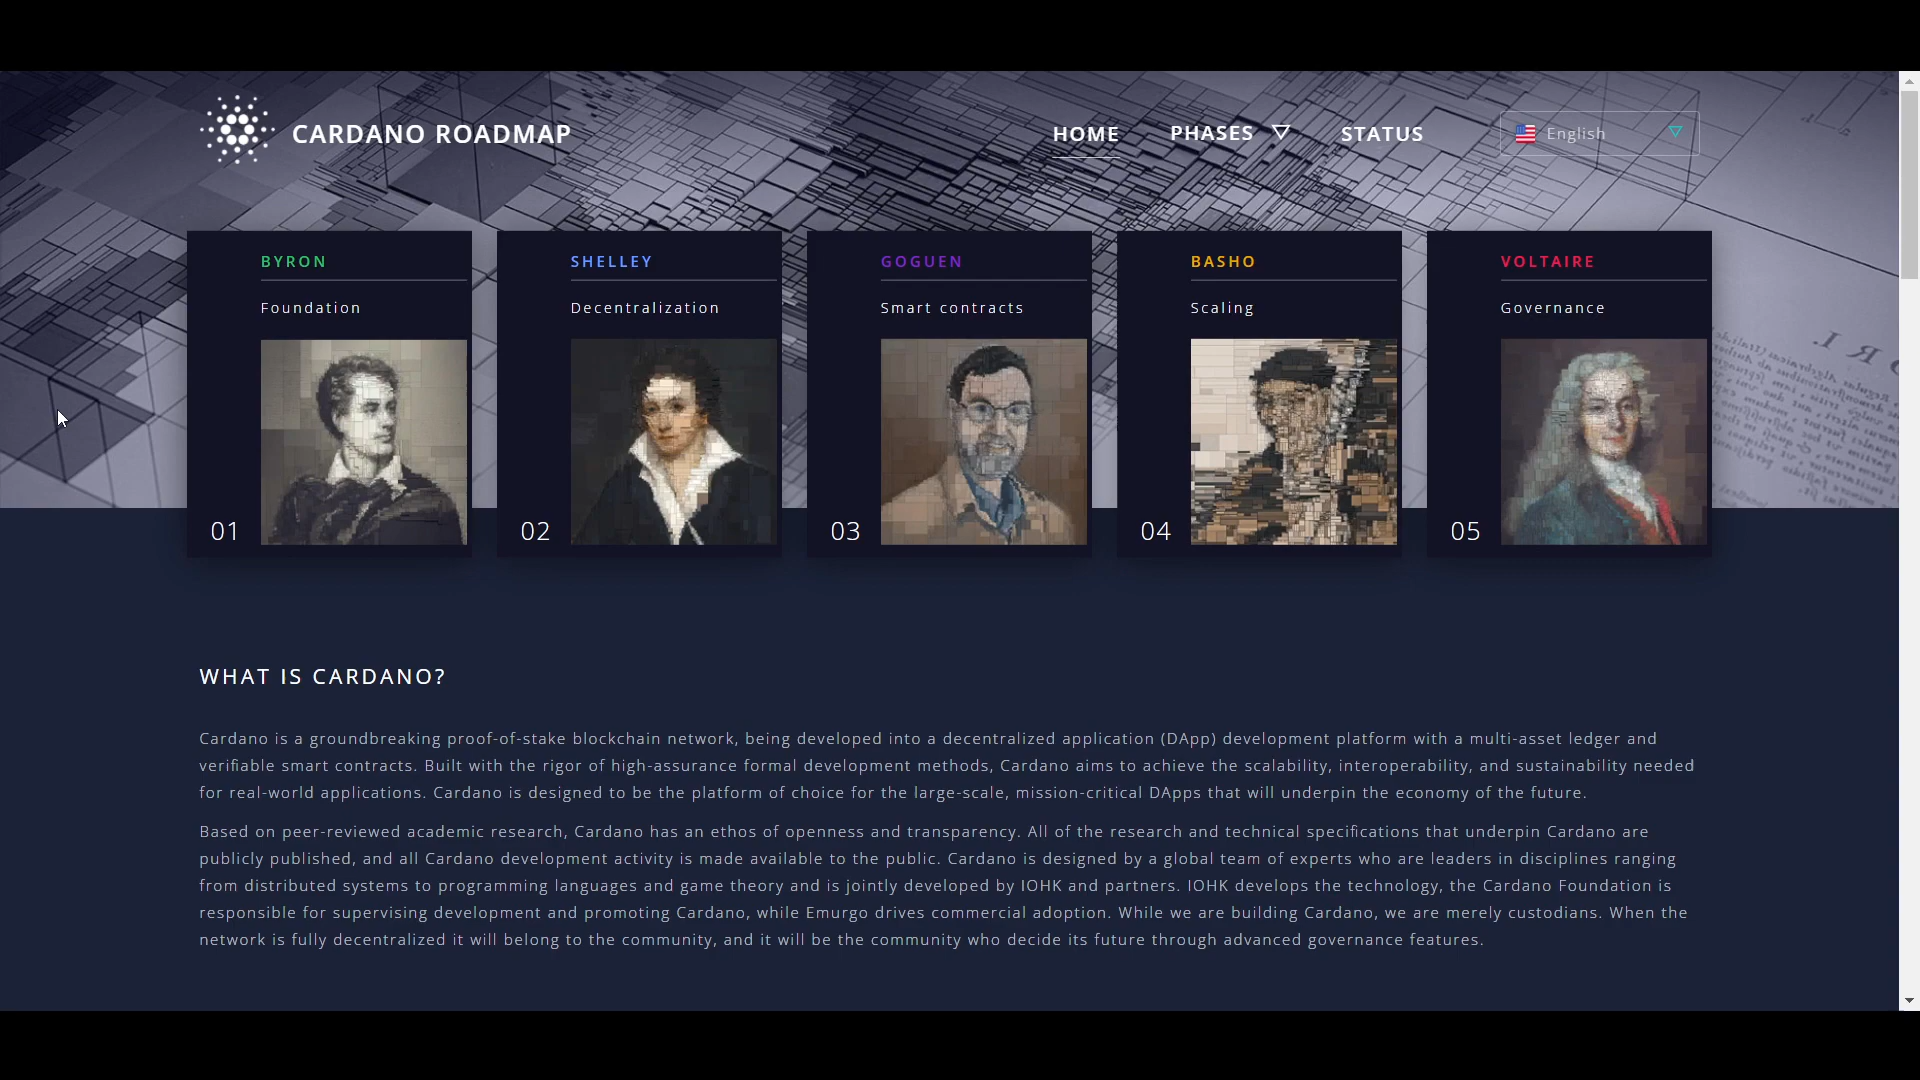 CARDANO ROADMAP
HOME
PHASES
STATUS
English
BYRON
Foundation
01
SHELLEY
Decentralization
02
GOGUEN
Smart contracts
03
BASHO
Scaling
04
VOLTAIRE
Governance
05
WHAT IS CARDANO?
Cardano is a groundbreaking proof-of-stake blockchain network, being developed into a decentralized application (DApp) development platform with a multi-asset ledger and
verifiable smart contracts. Built with the rigor of high-assurance formal development methods, Cardano aims to achieve the scalability, interoperability, and sustainability needed
for real-world applications. Cardano is designed to be the platform of choice for the large-scale, mission-critical DApps that will underpin the economy of the future.
Based on peer-reviewed academic research, Cardano has an ethos of openness and transparency. All of the research and technical specifications that underpin Cardano are
publicly published, and all Cardano development activity is made available to the public. Cardano is designed by a global team of experts who are leaders in disciplines ranging
from distributed systems to programming languages and game theory and is jointly developed by IOHK and partners. IOHK develops the technology, the Cardano Foundation is
responsible for supervising development and promoting Cardano, while Emurgo drives commercial adoption. While we are building Cardano, we are merely custodians. When the
network is fully decentralized it will belong to the community, and it will be the community who decide its future through advanced governance features.